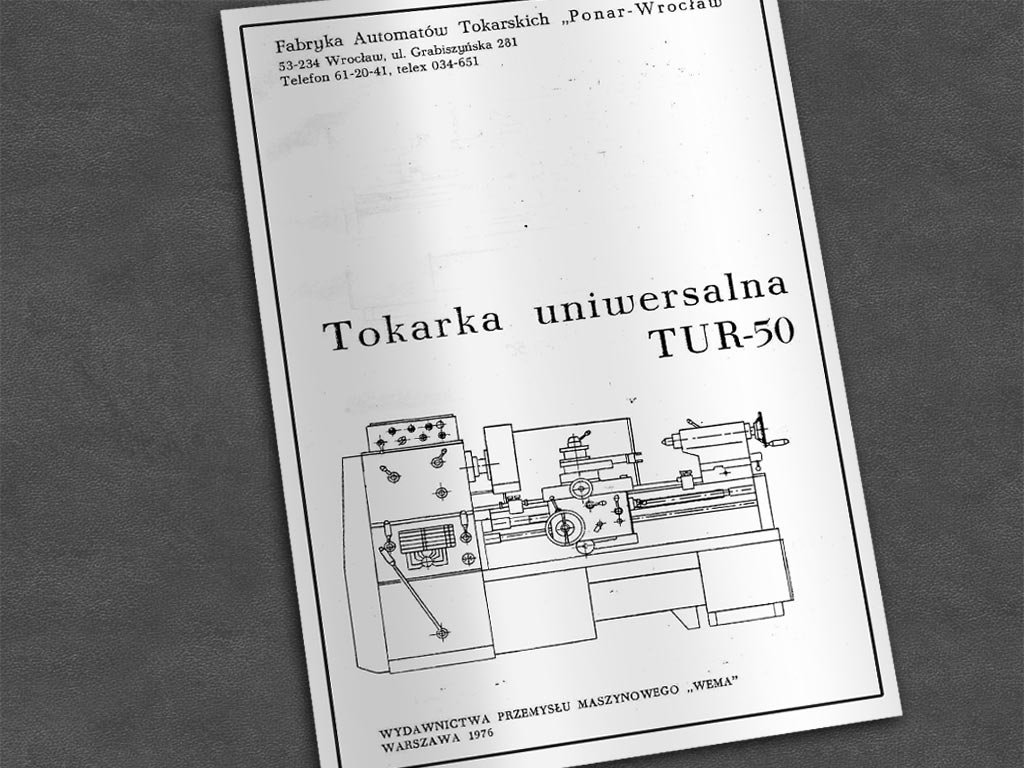 Fabryka Automatów Tokarskich „Ponar-Wrocław
53-234 Wrocław, ul. Grabiszyńska 281
Telefon 61-20-41, telex 034-651
Tokarka uniwersalna
TUR-50
WYDAWNICTWA PRZEMYSŁU MASZYNOWEGO „WEMA”
WARSZAWA 1976